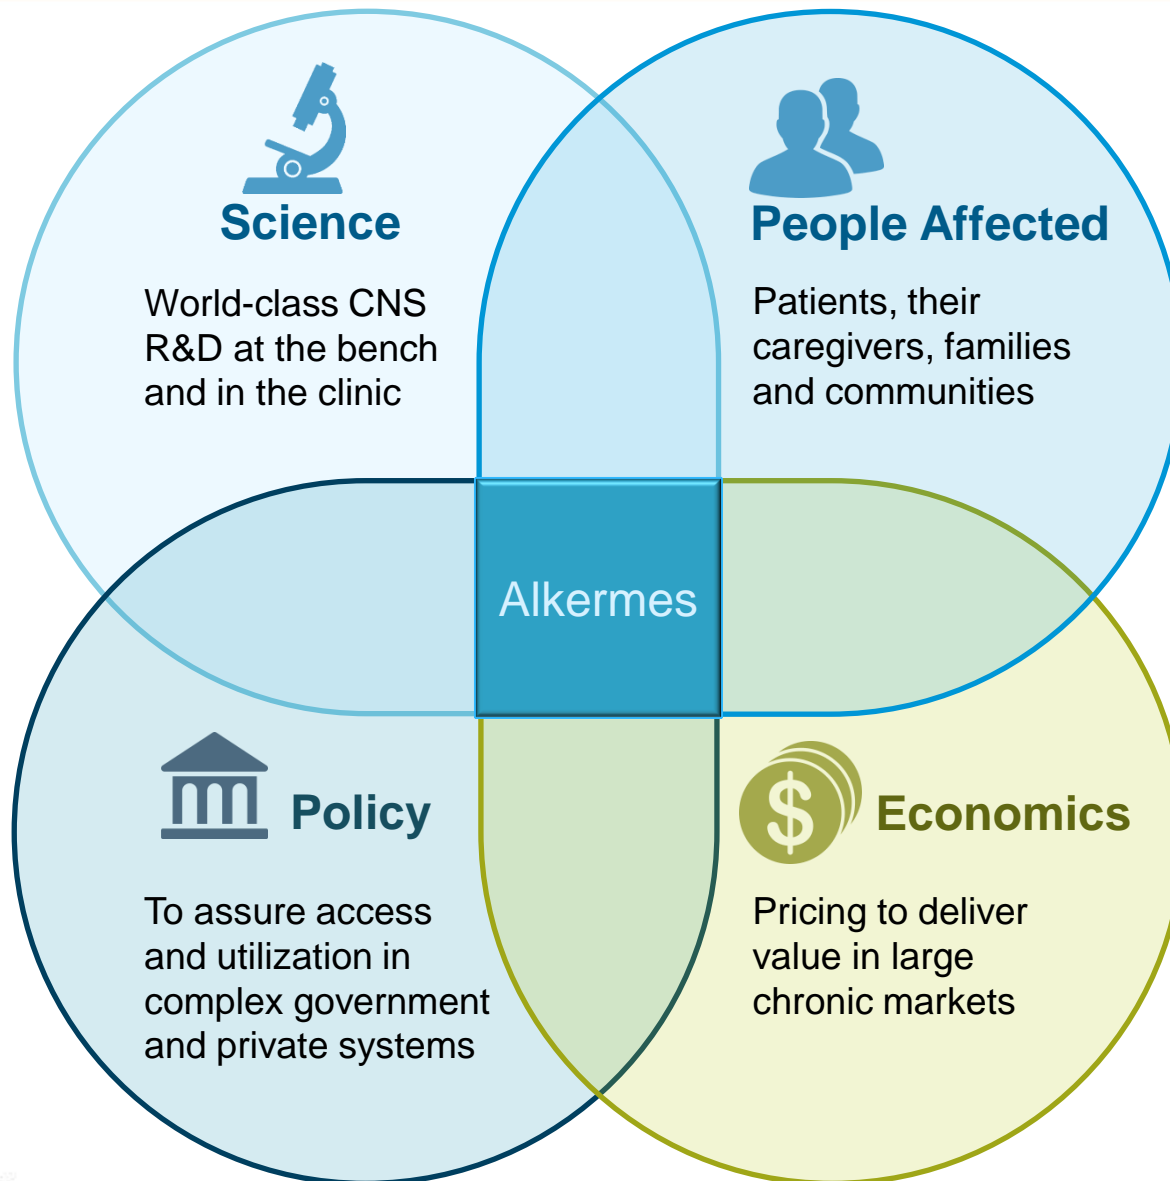 Science
World-class CNS
R&D at the bench
and in the clinic
People Affected
Patients, their
caregivers, families
and communities
Alkermes
Policy
To assure access
and utilization in
complex government
and private systems
$
Economics
Pricing to deliver
value in large
chronic markets